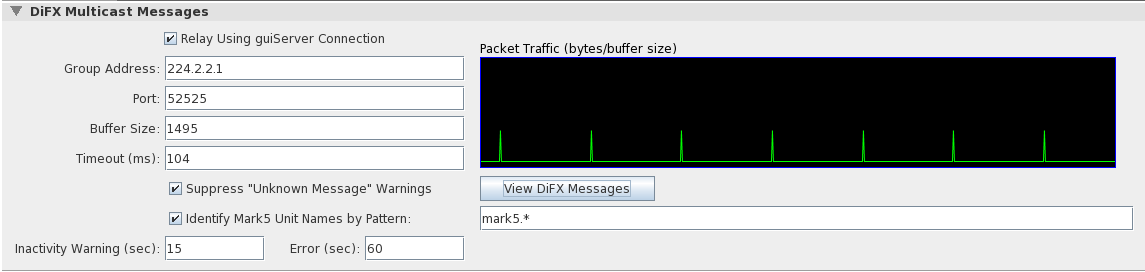 DiFX Multicast Messages
Relay Using guiServer Connection
Packet Traffic (bytes/buffer size)
Group Address: 224.2.2.1
Port: 52525
Buffer Size: 1495
Timeout (ms): 104
Suppress "Unknown Message" Warnings
View DiFX Messages
Identify Mark5 Unit Names by Pattern: mark5.*
Inactivity Warning (sec): 15 Error (sec): 60